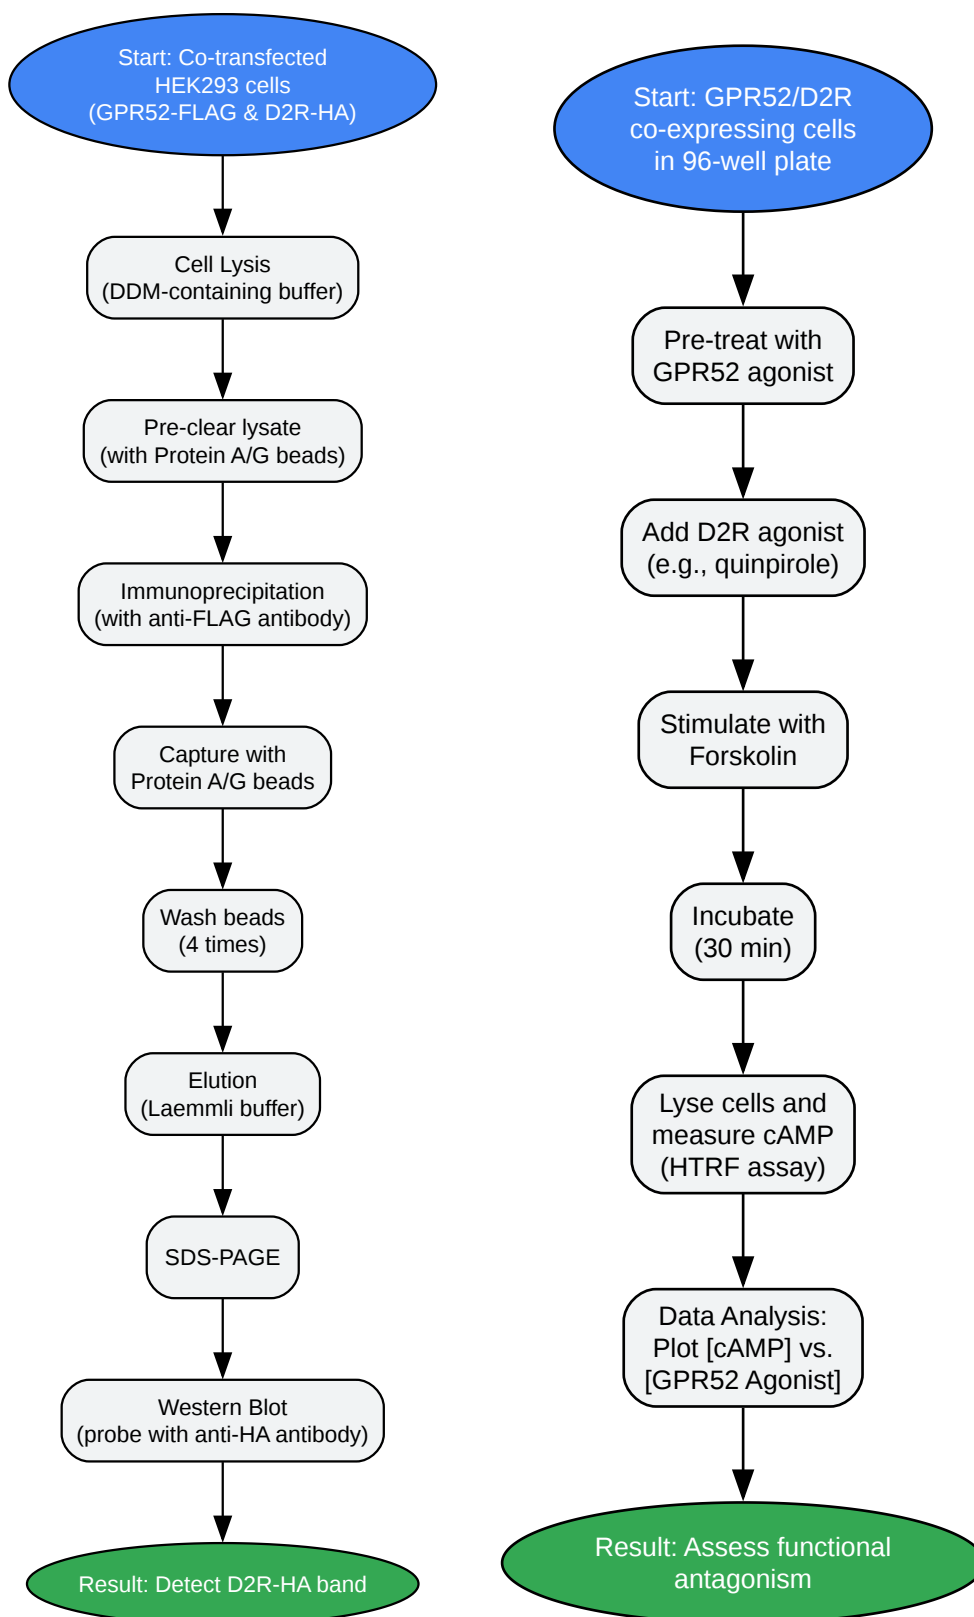 Start: Co-transfected
HEK293 cells
(GPR52-FLAG & D2R-HA)
Cell Lysis
(DDM-containing buffer)
Pre-clear lysate
(with Protein A/G beads)
Immunoprecipitation
(with anti-FLAG antibody)
Capture with
Protein A/G beads
Wash beads
(4 times)
Elution
(Laemmli buffer)
SDS-PAGE
Western Blot
(probe with anti-HA antibody)
Result: Detect D2R-HA band
Start: GPR52/D2R
co-expressing cells
in 96-well plate
Pre-treat with
GPR52 agonist
Add D2R agonist
(e.g., quinpirole)
Stimulate with
Forskolin
Incubate
(30 min)
Lyse cells and
measure cAMP
(HTRF assay)
Data Analysis:
Plot [cAMP] vs.
[GPR52 Agonist]
Result: Assess functional
antagonism